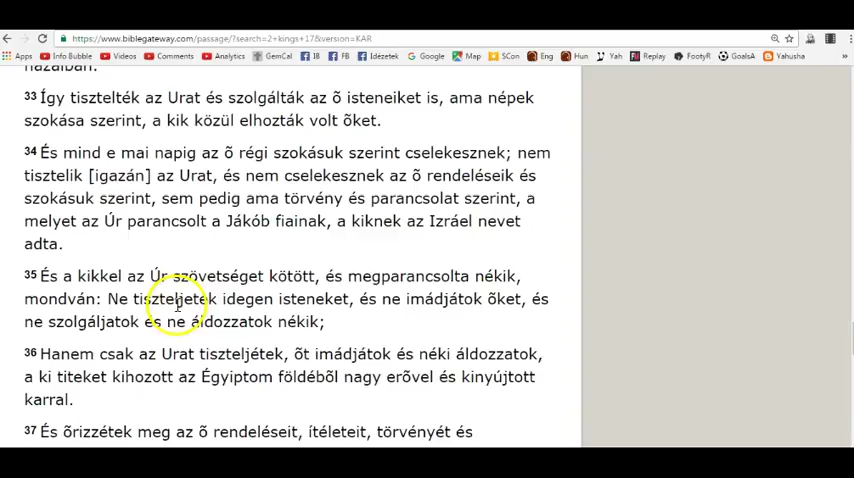 https://www.biblegateway.com/passage/?search=2+kings+17&version=KAR
Apps Info Bubble Videos Comments Analytics GemCal IB FB Idézetek Google Map SCon Eng Hun Yah Replay FootyR GoalsA Yahusha
házaiban.
33 Így tisztelték az Urat és szolgálták az õ isteneiket is, ama népek
szokása szerint, a kik közül elhozták volt õket.
34 És mind e mai napig az õ régi szokásuk szerint cselekesznek; nem
tisztelik [igazán] az Urat, és nem cselekesznek az õ rendeléseik és
szokásuk szerint, sem pedig ama törvény és parancsolat szerint, a
melyet az Úr parancsolt a Jákób fiainak, a kiknek az Izráel nevet
adta.
35 És a kikkel az Úr szövetséget kötött, és megparancsolta nékik,
mondván: Ne tiszteljetek idegen isteneket, és ne imádjátok õket, és
ne szolgáljatok és ne áldozzatok nékik;
36 Hanem csak az Urat tiszteljétek, õt imádjátok és néki áldozzatok,
a ki titeket kihozott az Égyiptom földébõl nagy erõvel és kinyújtott
karral.
37 És õrizzétek meg az õ rendeléseit, ítéleteit, törvényét és